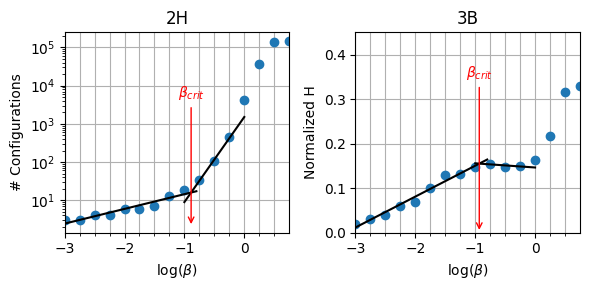 2H
# Configurations
10⁵
10⁴
10³
10²
10¹
β_crit
−3
−2
−1
0
log(β)
3B
Normalized H
0.4
0.3
0.2
0.1
0.0
β_crit
−3
−2
−1
0
log(β)